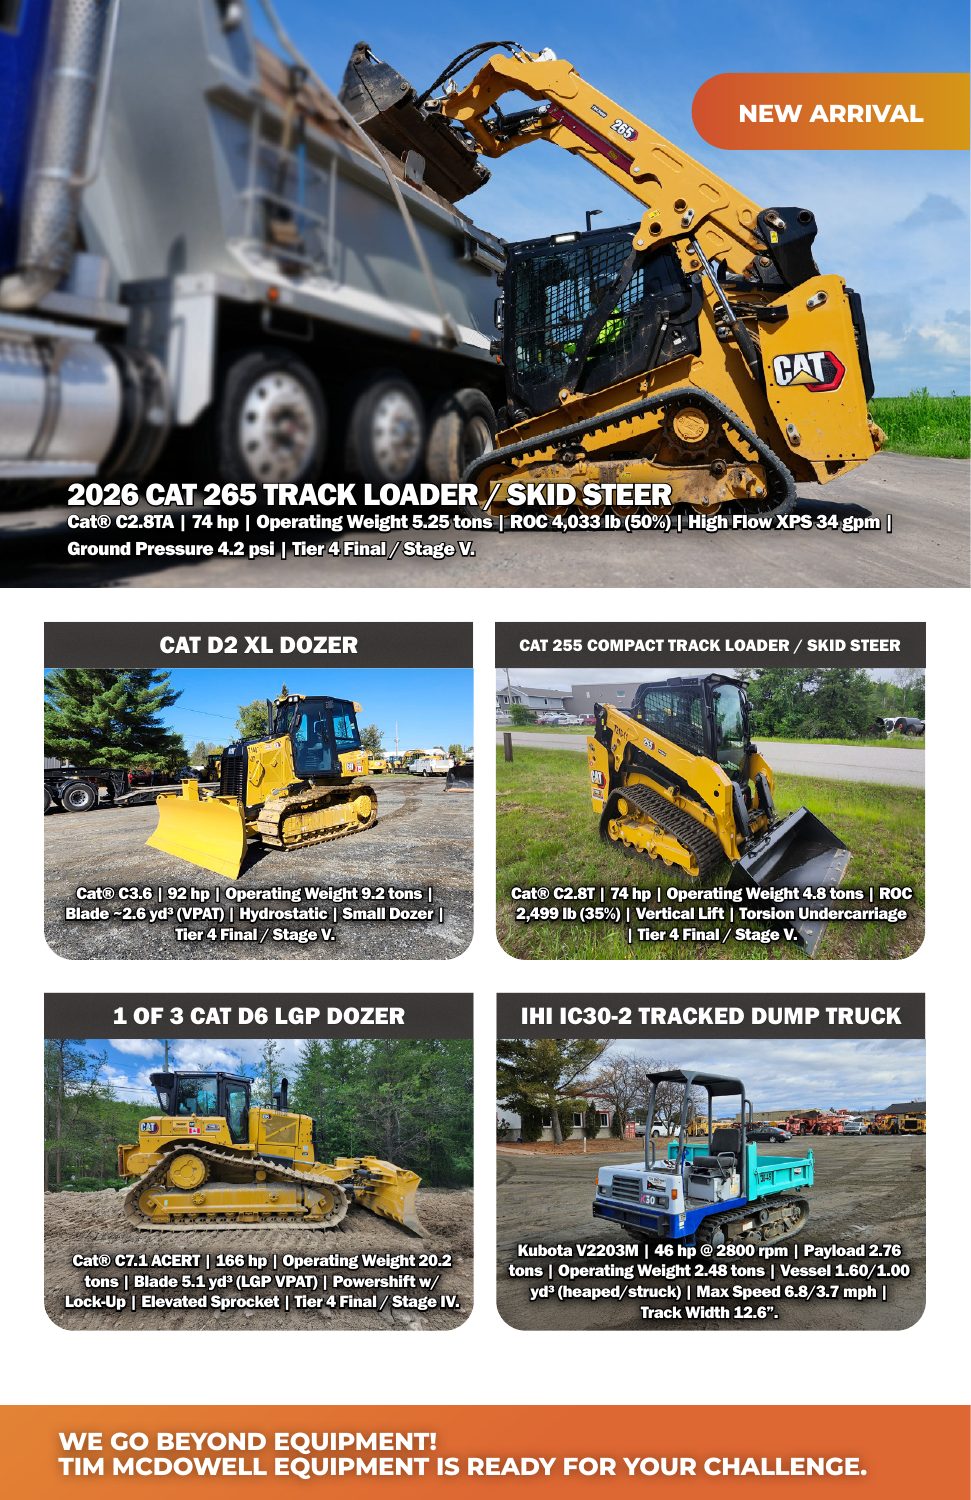 NEW ARRIVAL
265
CAT
2026 CAT 265 TRACK LOADER / SKID STEER
Cat® C2.8TA | 74 hp | Operating Weight 5.25 tons | ROC 4,033 lb (50%) | High Flow XPS 34 gpm |
Ground Pressure 4.2 psi | Tier 4 Final / Stage V.
CAT D2 XL DOZER
Cat® C3.6 | 92 hp | Operating Weight 9.2 tons |
Blade ~2.6 yd³ (VPAT) | Hydrostatic | Small Dozer |
Tier 4 Final / Stage V.
CAT 255 COMPACT TRACK LOADER / SKID STEER
CAT
Cat® C2.8T | 74 hp | Operating Weight 4.8 tons | ROC
2,499 lb (35%) | Vertical Lift | Torsion Undercarriage
| Tier 4 Final / Stage V.
1 OF 3 CAT D6 LGP DOZER
CAT
Cat® C7.1 ACERT | 166 hp | Operating Weight 20.2
tons | Blade 5.1 yd³ (LGP VPAT) | Powershift w/
Lock-Up | Elevated Sprocket | Tier 4 Final / Stage IV.
IHI IC30-2 TRACKED DUMP TRUCK
Kubota V2203M | 46 hp @ 2800 rpm | Payload 2.76
tons | Operating Weight 2.48 tons | Vessel 1.60/1.00
yd³ (heaped/struck) | Max Speed 6.8/3.7 mph |
Track Width 12.6”.
WE GO BEYOND EQUIPMENT!
TIM MCDOWELL EQUIPMENT IS READY FOR YOUR CHALLENGE.